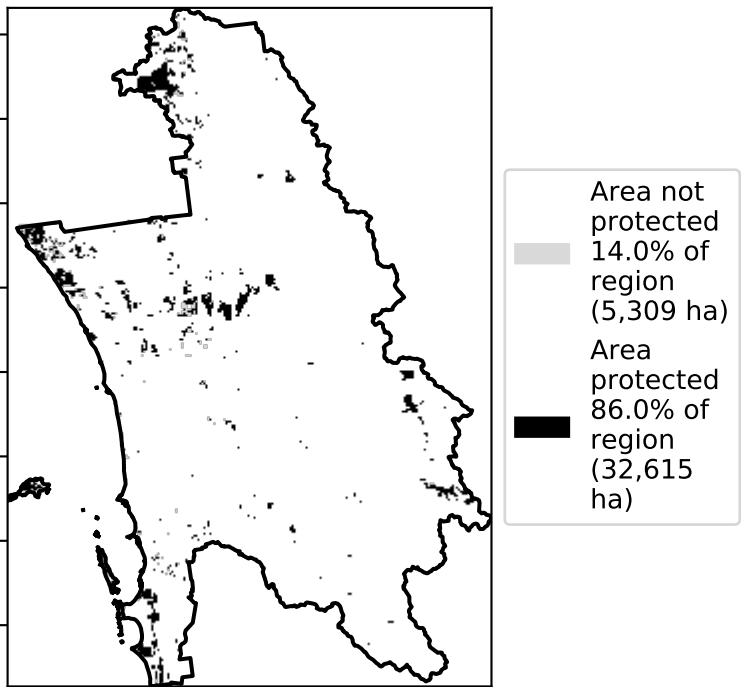 Area not
protected
14.0% of
region
(5,309 ha)
Area
protected
86.0% of
region
(32,615
ha)